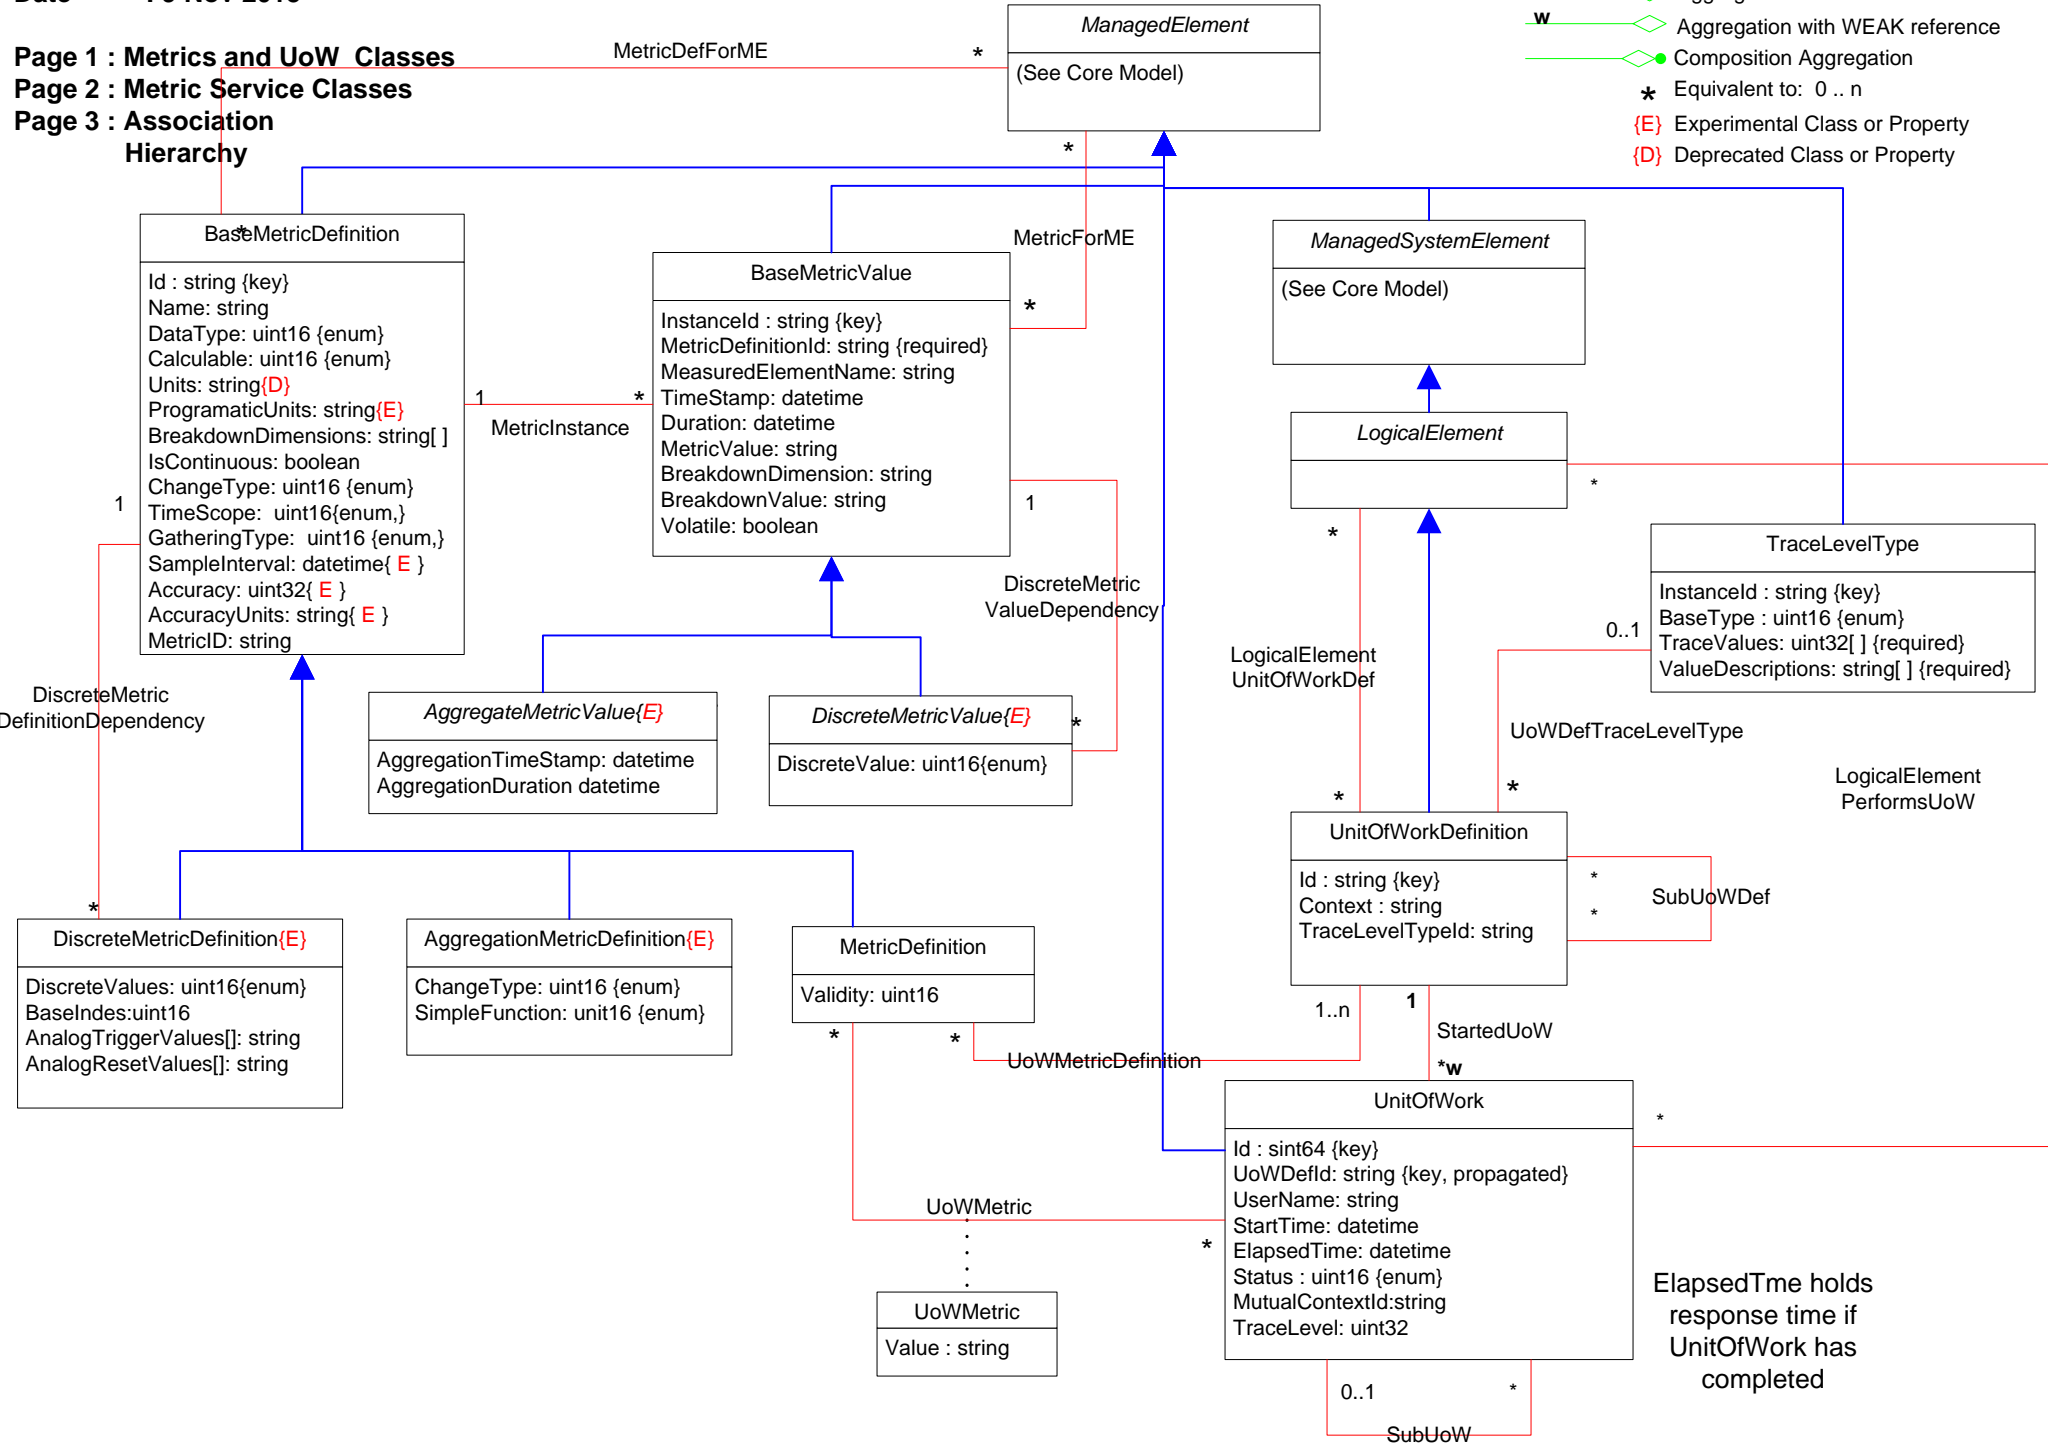 Page 1 : Metrics and UoW Classes
Page 2 : Metric Service Classes
Page 3 : Association
Hierarchy
w
Aggregation with WEAK reference
Composition Aggregation
* Equivalent to: 0 .. n
{E} Experimental Class or Property
{D} Deprecated Class or Property
ManagedElement
(See Core Model)
MetricDefForME
*
*
BaseMetricDefinition
Id : string {key}
Name: string
DataType: uint16 {enum}
Calculable: uint16 {enum}
Units: string{D}
ProgramaticUnits: string{E}
BreakdownDimensions: string[ ]
IsContinuous: boolean
ChangeType: uint16 {enum}
TimeScope: uint16{enum,}
GatheringType: uint16 {enum,}
SampleInterval: datetime{ E }
Accuracy: uint32{ E }
AccuracyUnits: string{ E }
MetricID: string
1
*
MetricInstance
*
MetricForME
*
BaseMetricValue
InstanceId : string {key}
MetricDefinitionId: string {required}
MeasuredElementName: string
TimeStamp: datetime
Duration: datetime
MetricValue: string
BreakdownDimension: string
BreakdownValue: string
Volatile: boolean
1
DiscreteMetric
ValueDependency
*
ManagedSystemElement
(See Core Model)
LogicalElement
*
*
LogicalElement
UnitOfWorkDef
*
TraceLevelType
InstanceId : string {key}
BaseType : uint16 {enum}
TraceValues: uint32[ ] {required}
ValueDescriptions: string[ ] {required}
0..1
UoWDefTraceLevelType
*
LogicalElement
PerformsUoW
1
DiscreteMetric
DefinitionDependency
*
AggregateMetricValue{E}
AggregationTimeStamp: datetime
AggregationDuration datetime
DiscreteMetricValue{E}
DiscreteValue: uint16{enum}
UnitOfWorkDefinition
Id : string {key}
Context : string
TraceLevelTypeId: string
*
SubUoWDef
*
DiscreteMetricDefinition{E}
DiscreteValues: uint16{enum}
BaseIndes:uint16
AnalogTriggerValues[]: string
AnalogResetValues[]: string
AggregationMetricDefinition{E}
ChangeType: uint16 {enum}
SimpleFunction: unit16 {enum}
MetricDefinition
Validity: uint16
*
*
UoWMetricDefinition
1..n
1
StartedUoW
*w
UnitOfWork
Id : sint64 {key}
UoWDefId: string {key, propagated}
UserName: string
StartTime: datetime
ElapsedTime: datetime
Status : uint16 {enum}
MutualContextId:string
TraceLevel: uint32
*
UoWMetric
*
UoWMetric
Value : string
ElapsedTme holds
response time if
UnitOfWork has
completed
0..1
*
SubUoW